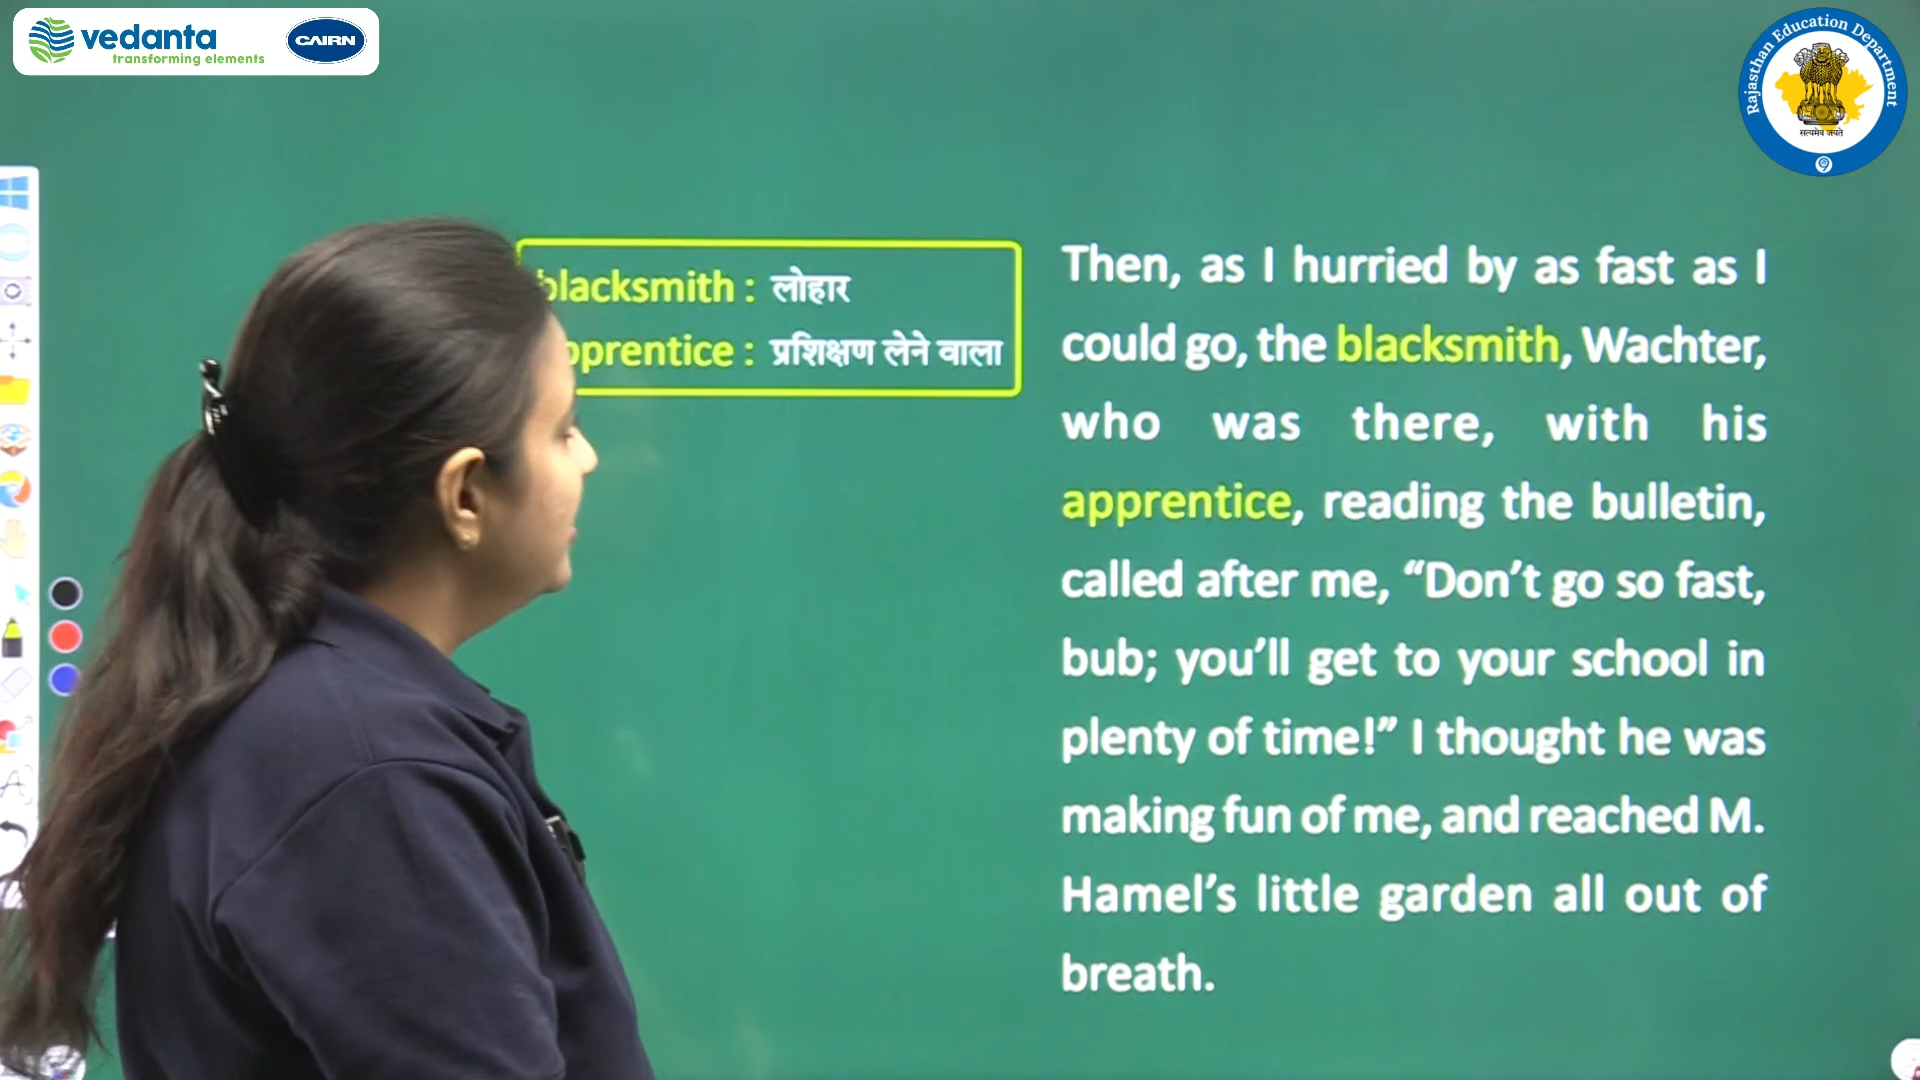 vedanta
transforming elements
CAIRN
Rajasthan Education Department
सत्यमेव जयते
blacksmith : लोहार
pprentice : प्रशिक्षण लेने वाला
Then, as I hurried by as fast as I
could go, the blacksmith, Wachter,
who was there, with his
apprentice, reading the bulletin,
called after me, “Don’t go so fast,
bub; you’ll get to your school in
plenty of time!” I thought he was
making fun of me, and reached M.
Hamel’s little garden all out of
breath.